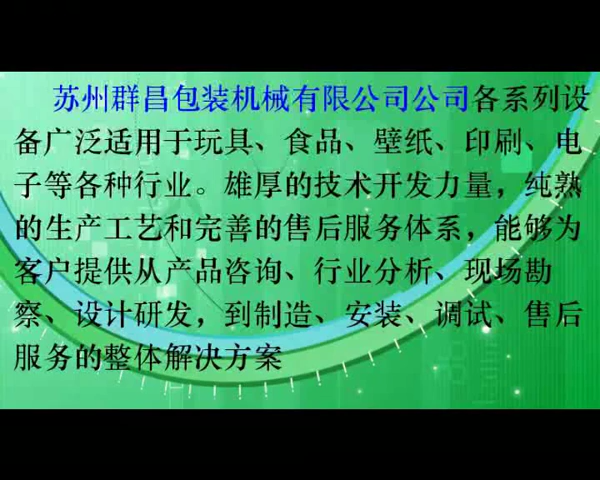 苏州群昌包装机械有限公司公司各系列设
备广泛适用于玩具、食品、壁纸、印刷、电
子等各种行业。雄厚的技术开发力量，纯熟
的生产工艺和完善的售后服务体系，能够为
客户提供从产品咨询、行业分析、现场勘
察、设计研发，到制造、安装、调试、售后
服务的整体解决方案